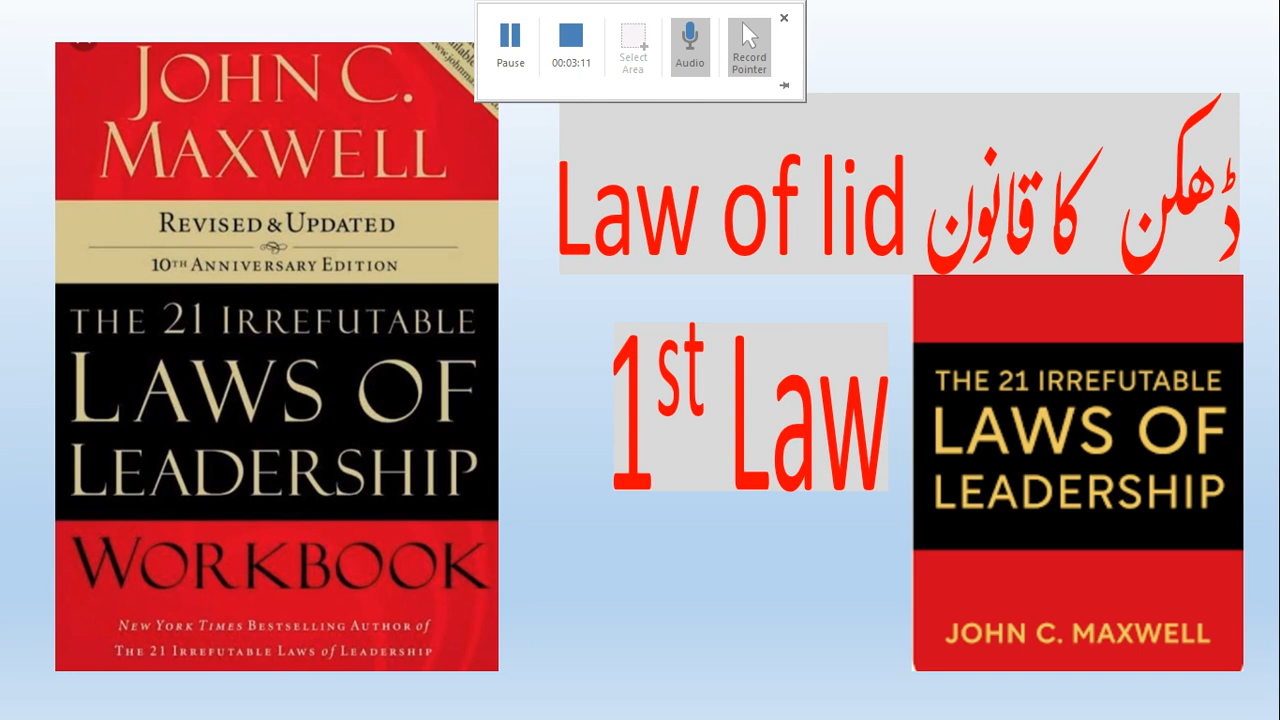 Pause
00:03:11
Select
Area
Audio
Record
Pointer
JOHN C.
MAXWELL
REVISED & UPDATED
10TH ANNIVERSARY EDITION
THE 21 IRREFUTABLE
LAWS OF
LEADERSHIP
WORKBOOK
NEW YORK TIMES BESTSELLING AUTHOR of
THE 21 IRREFUTABLE LAWS of LEADERSHIP
Law of lid ڈھکن کا قانون
1st Law
THE 21 IRREFUTABLE
LAWS OF
LEADERSHIP
JOHN C. MAXWELL